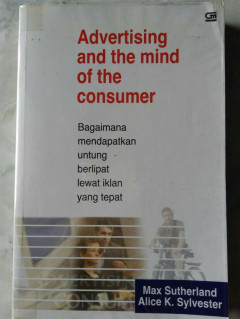 Advertising
and the mind
of the
consumer
Bagaimana
mendapatkan
untung
berlipat
lewat iklan
yang tepat
Max Sutherland
Alice K. Sylvester